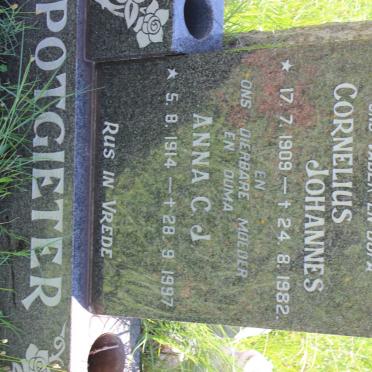 CORNELIUS
JOHANNES
* 17. 7. 1909 — † 24. 8. 1982.
EN
ONS DIERBARE MOEDER
EN OUMA
ANNA C. J.
* 5. 8. 1914 — † 28. 9. 1997
RUS IN VREDE
POTGIETER